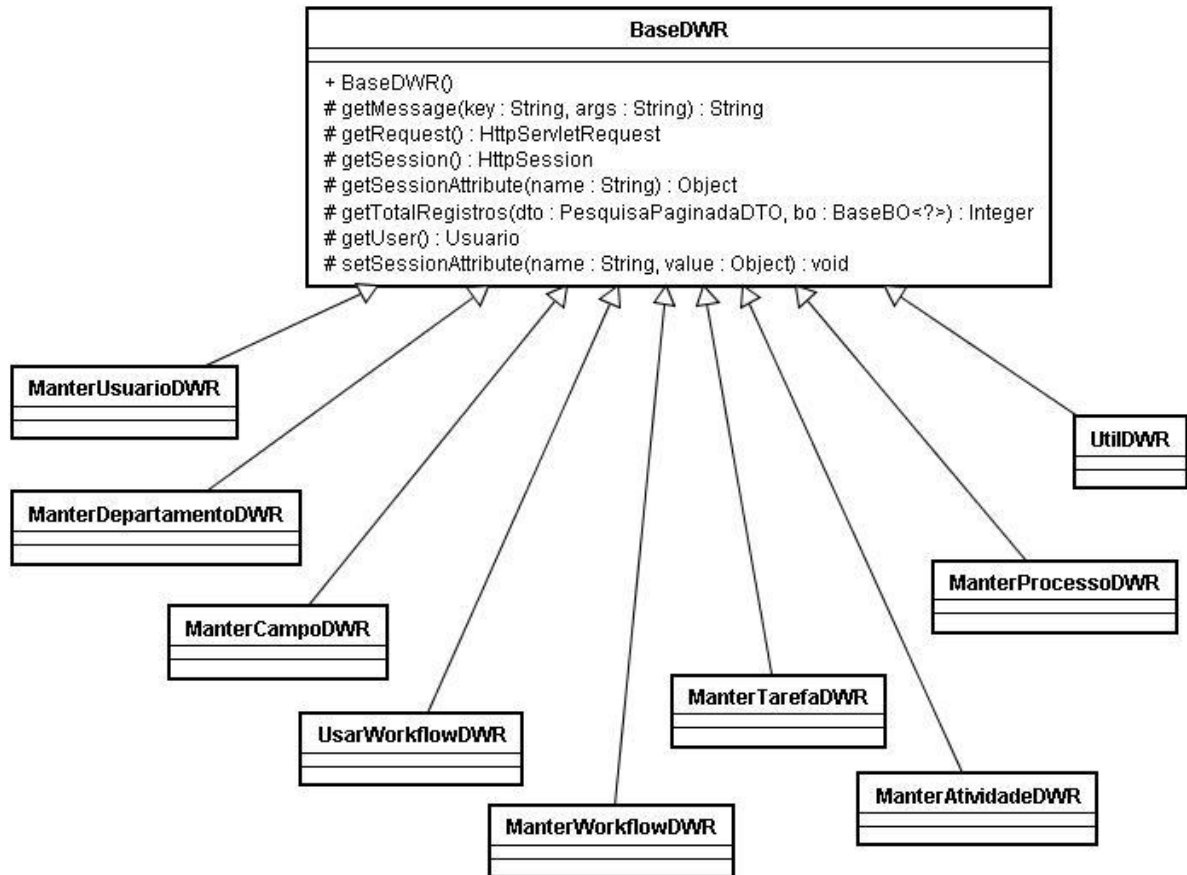 BaseDWR
+ BaseDWR()
# getMessage(key : String, args : String) : String
# getRequest() : HttpServletRequest
# getSession() : HttpSession
# getSessionAttribute(name : String) : Object
# getTotalRegistros(dto : PesquisaPaginadaDTO, bo : BaseBO<?>) : Integer
# getUser() : Usuario
# setSessionAttribute(name : String, value : Object) : void
ManterUsuarioDWR
UtilDWR
ManterDepartamentoDWR
ManterProcessoDWR
ManterCampoDWR
ManterTarefaDWR
UsarWorkflowDWR
ManterAtividadeDWR
ManterWorkflowDWR